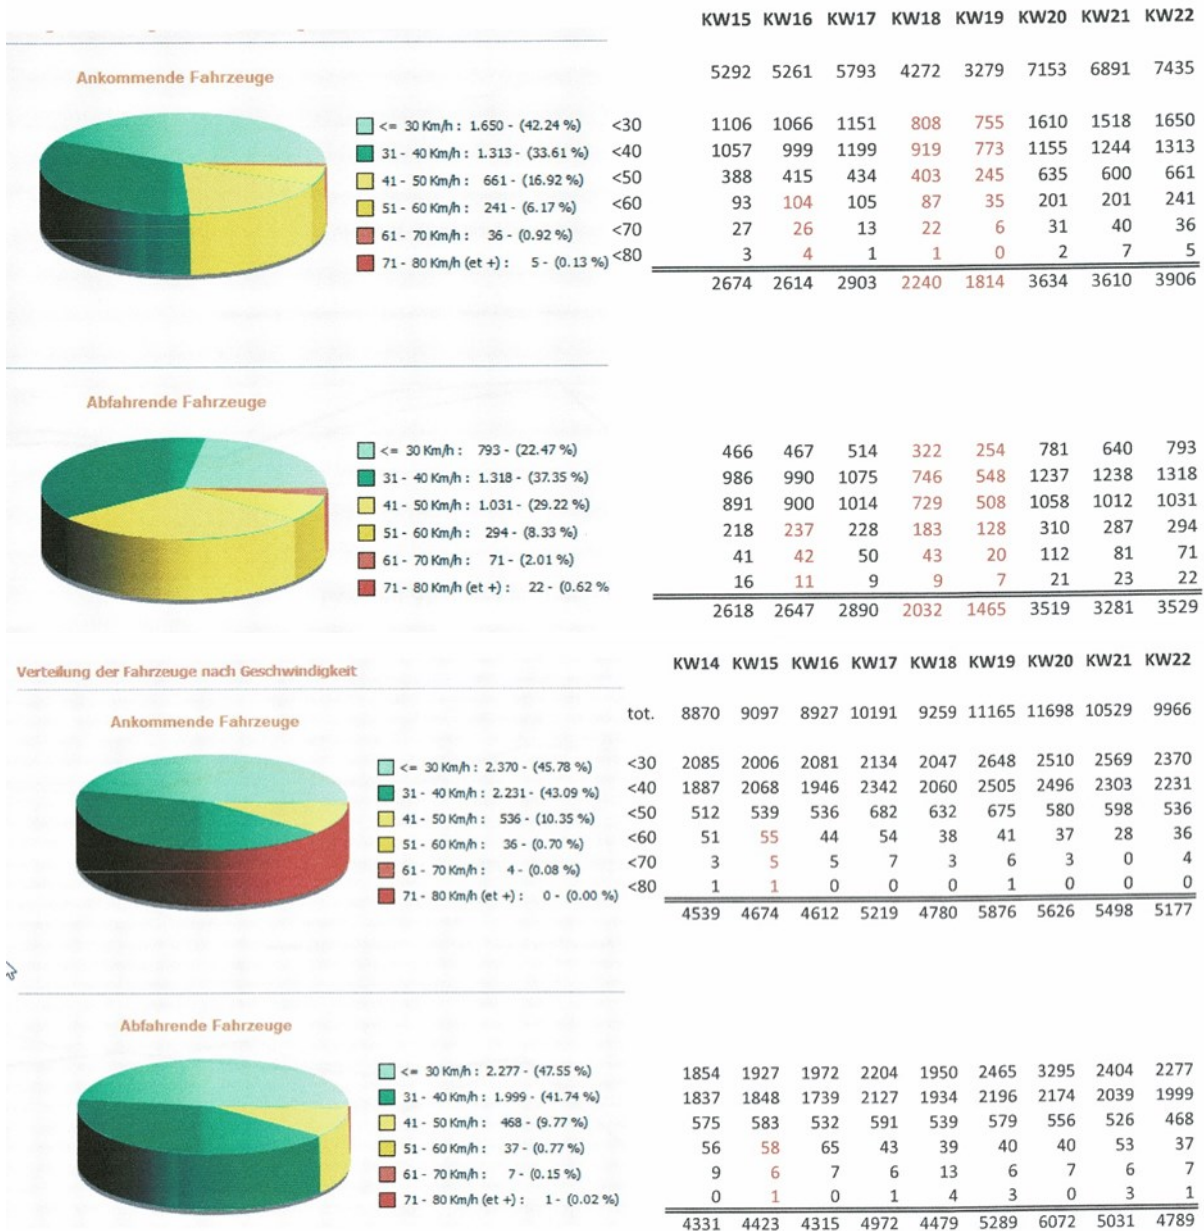 KW15 KW16 KW17 KW18 KW19 KW20 KW21 KW22
5292 5261 5793 4272 3279 7153 6891 7435
Ankommende Fahrzeuge
<= 30 Km/h : 1.650 - (42.24 %)
31 - 40 Km/h : 1.313 - (33.61 %)
41 - 50 Km/h : 661 - (16.92 %)
51 - 60 Km/h : 241 - (6.17 %)
61 - 70 Km/h : 36 - (0.92 %)
71 - 80 Km/h (et +) : 5 - (0.13 %)
<30 1106 1066 1151 808 755 1610 1518 1650
<40 1057 999 1199 919 773 1155 1244 1313
<50 388 415 434 403 245 635 600 661
<60 93 104 105 87 35 201 201 241
<70 27 26 13 22 6 31 40 36
<80 3 4 1 1 0 2 7 5
2674 2614 2903 2240 1814 3634 3610 3906
Abfahrende Fahrzeuge
<= 30 Km/h : 793 - (22.47 %)
31 - 40 Km/h : 1.318 - (37.35 %)
41 - 50 Km/h : 1.031 - (29.22 %)
51 - 60 Km/h : 294 - (8.33 %)
61 - 70 Km/h : 71 - (2.01 %)
71 - 80 Km/h (et +) : 22 - (0.62 %
466 467 514 322 254 781 640 793
986 990 1075 746 548 1237 1238 1318
891 900 1014 729 508 1058 1012 1031
218 237 228 183 128 310 287 294
41 42 50 43 20 112 81 71
16 11 9 9 7 21 23 22
2618 2647 2890 2032 1465 3519 3281 3529
Verteilung der Fahrzeuge nach Geschwindigkeit
KW14 KW15 KW16 KW17 KW18 KW19 KW20 KW21 KW22
tot. 8870 9097 8927 10191 9259 11165 11698 10529 9966
Ankommende Fahrzeuge
<= 30 Km/h : 2.370 - (45.78 %)
31 - 40 Km/h : 2.231 - (43.09 %)
41 - 50 Km/h : 536 - (10.35 %)
51 - 60 Km/h : 36 - (0.70 %)
61 - 70 Km/h : 4 - (0.08 %)
71 - 80 Km/h (et +) : 0 - (0.00 %)
<30 2085 2006 2081 2134 2047 2648 2510 2569 2370
<40 1887 2068 1946 2342 2060 2505 2496 2303 2231
<50 512 539 536 682 632 675 580 598 536
<60 51 55 44 54 38 41 37 28 36
<70 3 5 5 7 3 6 3 0 4
<80 1 1 0 0 0 1 0 0 0
4539 4674 4612 5219 4780 5876 5626 5498 5177
Abfahrende Fahrzeuge
<= 30 Km/h : 2.277 - (47.55 %)
31 - 40 Km/h : 1.999 - (41.74 %)
41 - 50 Km/h : 468 - (9.77 %)
51 - 60 Km/h : 37 - (0.77 %)
61 - 70 Km/h : 7 - (0.15 %)
71 - 80 Km/h (et +) : 1 - (0.02 %)
1854 1927 1972 2204 1950 2465 3295 2404 2277
1837 1848 1739 2127 1934 2196 2174 2039 1999
575 583 532 591 539 579 556 526 468
56 58 65 43 39 40 40 53 37
9 6 7 6 13 6 7 6 7
0 1 0 1 4 3 0 3 1
4331 4423 4315 4972 4479 5289 6072 5031 4789